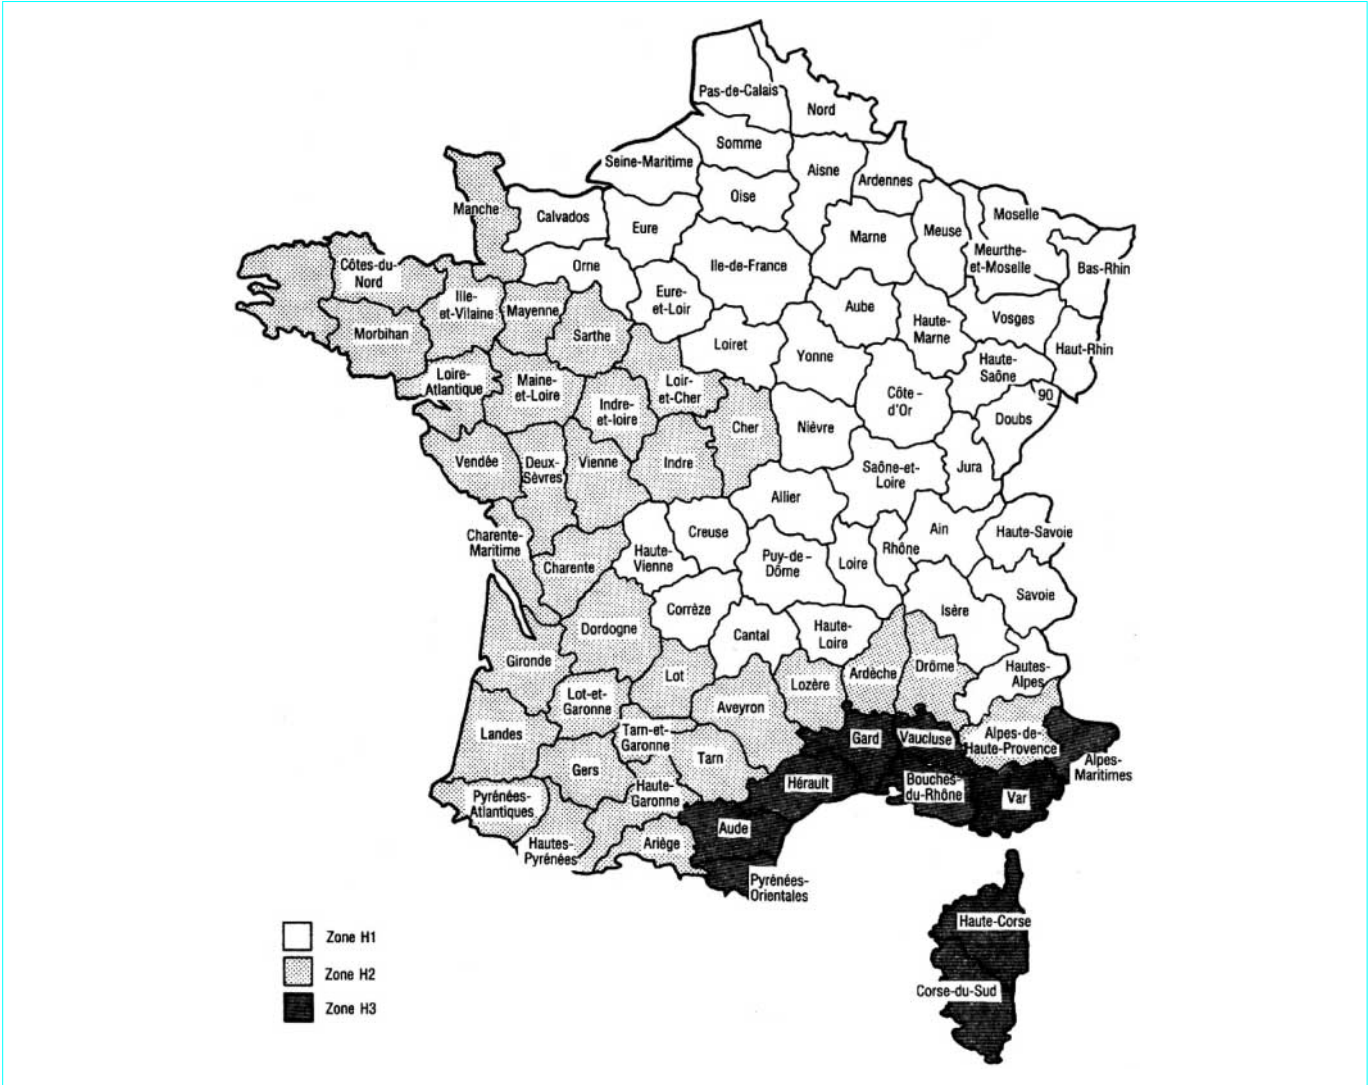 Pas-de-Calais
Nord
Somme
Seine-Maritime
Aisne
Ardennes
Oise
Manche
Calvados
Eure
Marne
Meuse
Moselle
Meurthe-
et-Moselle
Bas-Rhin
Côtes-du-
Nord
Orne
Ile-de-France
Ille-
et-Vilaine
Mayenne
Eure-
et-Loir
Aube
Haute-
Marne
Vosges
Morbihan
Sarthe
Loiret
Yonne
Haut-Rhin
Haute-
Saône
Loire-
Atlantique
Maine-
et-Loire
Loir-
et-Cher
Indre-
et-loire
Côte-
d'Or
90
Doubs
Cher
Nièvre
Vendée
Deux-
Sèvres
Vienne
Indre
Saône-et-
Loire
Jura
Allier
Charente-
Maritime
Creuse
Ain
Haute-Savoie
Haute-
Vienne
Puy-de-
Dôme
Loire
Rhône
Charente
Savoie
Corrèze
Isère
Dordogne
Cantal
Haute-
Loire
Gironde
Lot
Lozère
Ardèche
Drôme
Hautes-
Alpes
Lot-et-
Garonne
Aveyron
Landes
Tarn-et-
Garonne
Gard
Vaucluse
Alpes-de-
Haute-Provence
Gers
Tarn
Alpes-
Maritimes
Haute-
Garonne
Hérault
Bouches-
du-Rhône
Var
Pyrénées-
Atlantiques
Aude
Hautes-
Pyrénées
Ariège
Pyrénées-
Orientales
Haute-Corse
Corse-du-Sud
Zone H1
Zone H2
Zone H3